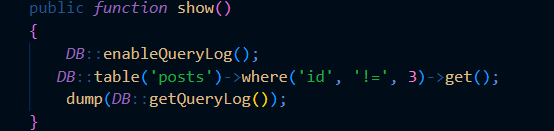 public function show()
{
DB::enableQueryLog();
DB::table('posts')->where('id', '!=', 3)->get();
dump(DB::getQueryLog());
}